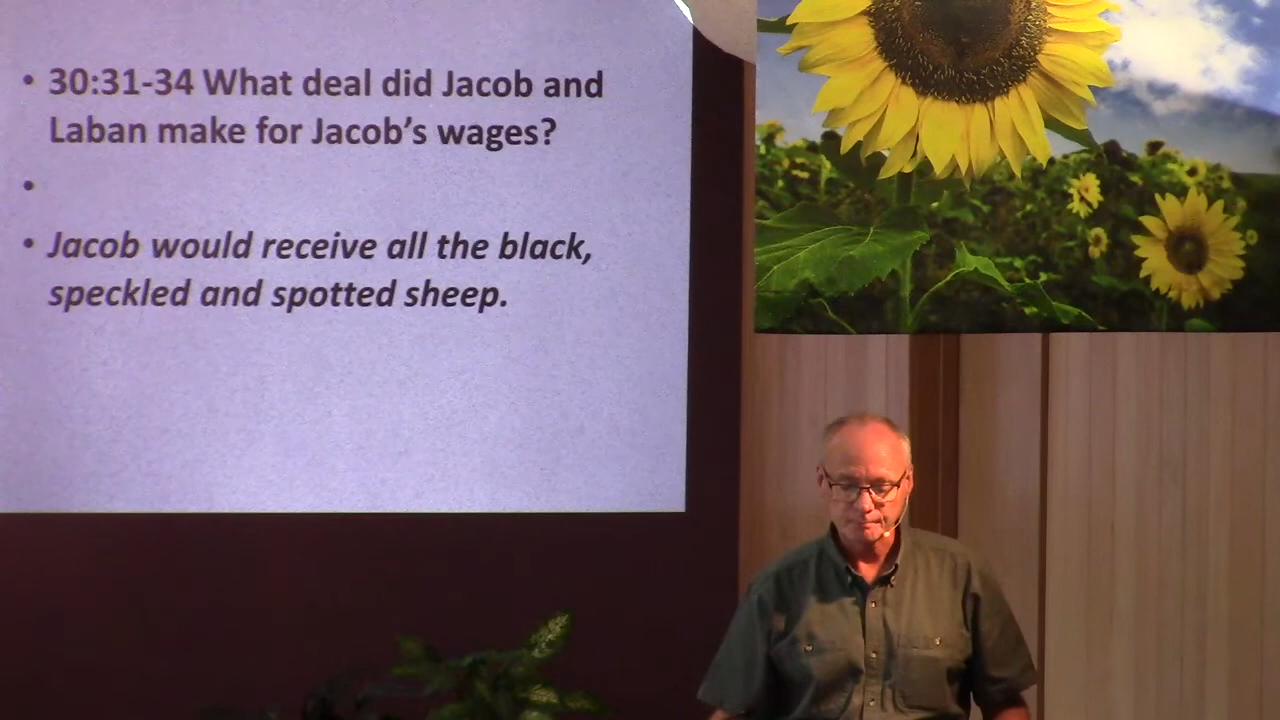 • 30:31-34 What deal did Jacob and
Laban make for Jacob’s wages?
•
• Jacob would receive all the black,
speckled and spotted sheep.